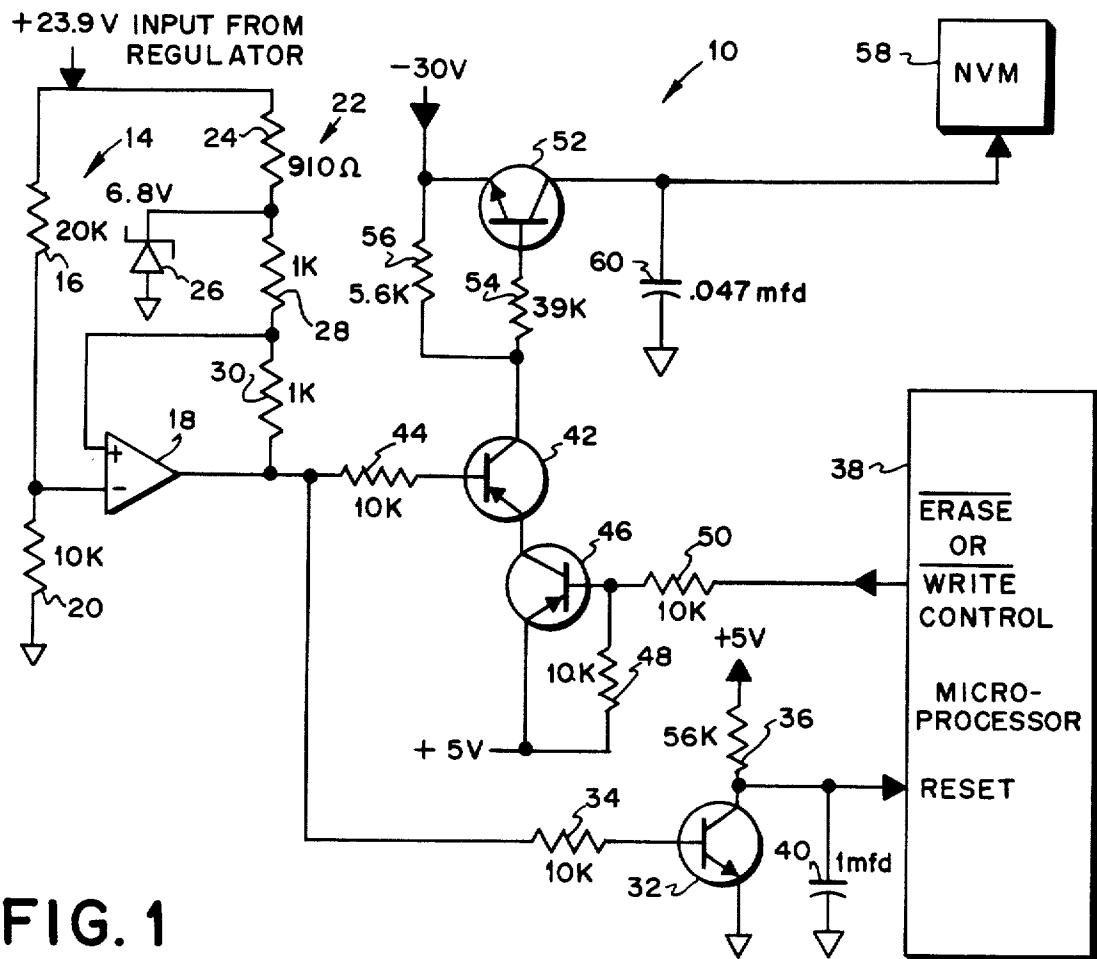 +23.9 V INPUT FROM
REGULATOR
-30V
10
58
NVM
14
24
22
910Ω
52
6.8V
20K
16
26
1K
28
56
5.6K
54
39K
60
.047 mfd
30
1K
18
44
10K
42
38
ERASE
OR
WRITE
CONTROL
46
50
10K
10K
20
+5V
10K
48
MICRO-
PROCESSOR
36
56K
+ 5V
RESET
34
10K
32
40
1mfd
FIG. 1
+
-